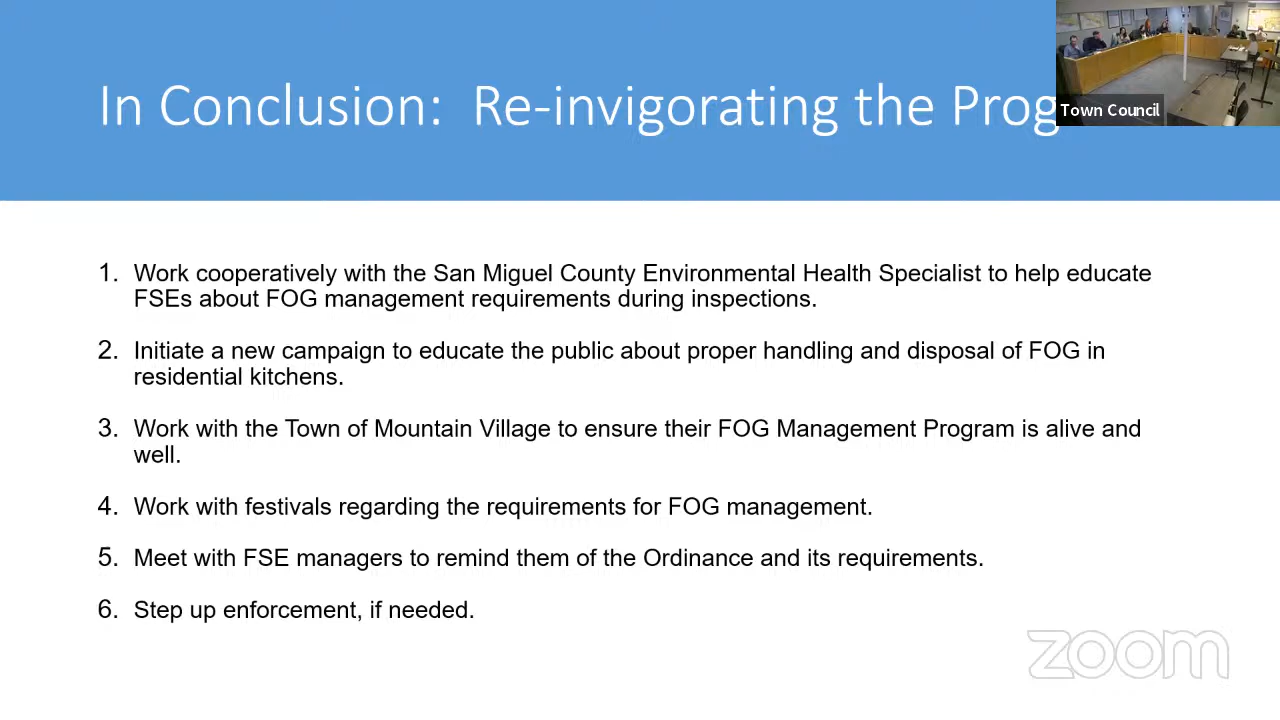 In Conclusion:  Re-invigorating the Prog
Town Council
1. Work cooperatively with the San Miguel County Environmental Health Specialist to help educate
FSEs about FOG management requirements during inspections.
2. Initiate a new campaign to educate the public about proper handling and disposal of FOG in
residential kitchens.
3. Work with the Town of Mountain Village to ensure their FOG Management Program is alive and
well.
4. Work with festivals regarding the requirements for FOG management.
5. Meet with FSE managers to remind them of the Ordinance and its requirements.
6. Step up enforcement, if needed.
zoom